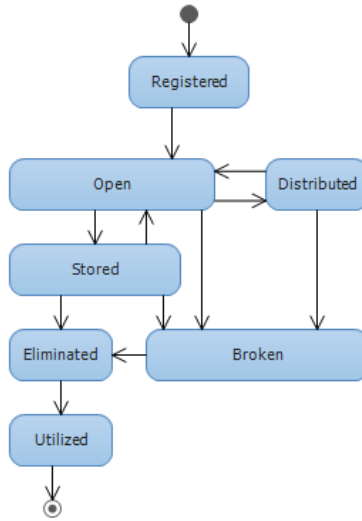 Registered
Open
Distributed
Stored
Eliminated
Broken
Utilized